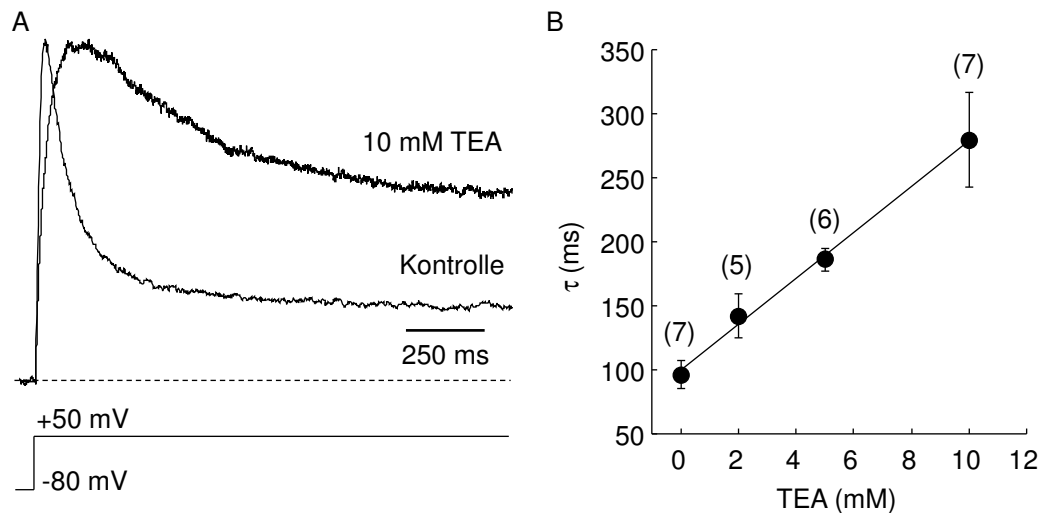 A
10 mM TEA
Kontrolle
250 ms
+50 mV
-80 mV
B
350
300
250
200
150
100
50
τ (ms)
(7)
(5)
(6)
(7)
0 2 4 6 8 10 12
TEA (mM)